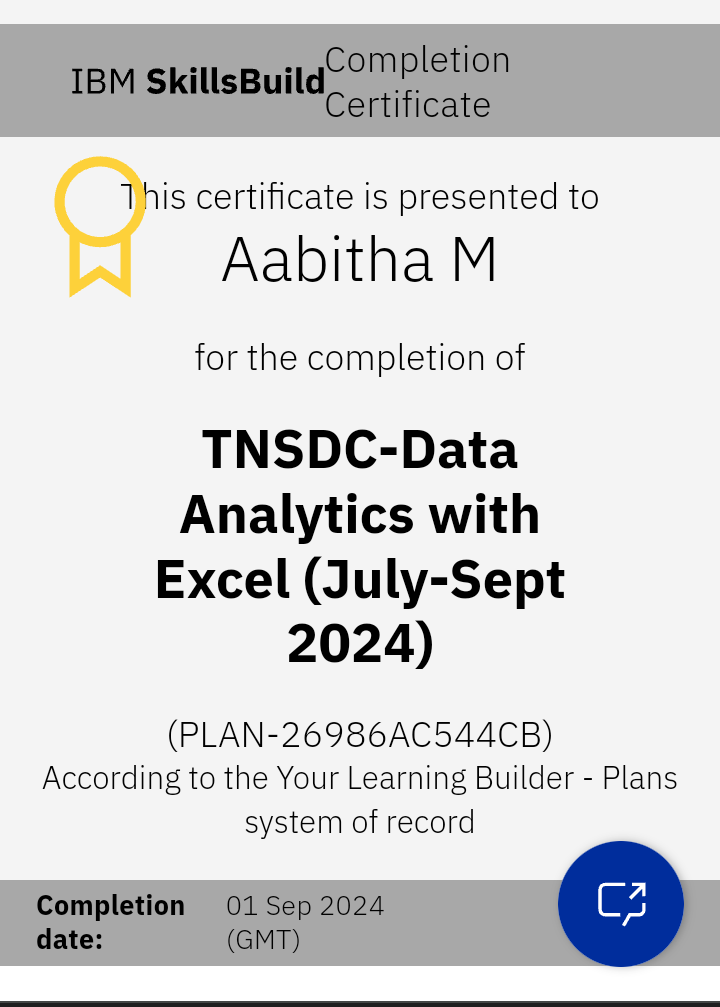 IBM SkillsBuild
Completion
Certificate
This certificate is presented to
Aabitha M
for the completion of
TNSDC-Data
Analytics with
Excel (July-Sept
2024)
(PLAN-26986AC544CB)
According to the Your Learning Builder - Plans
system of record
Completion
date:
01 Sep 2024
(GMT)